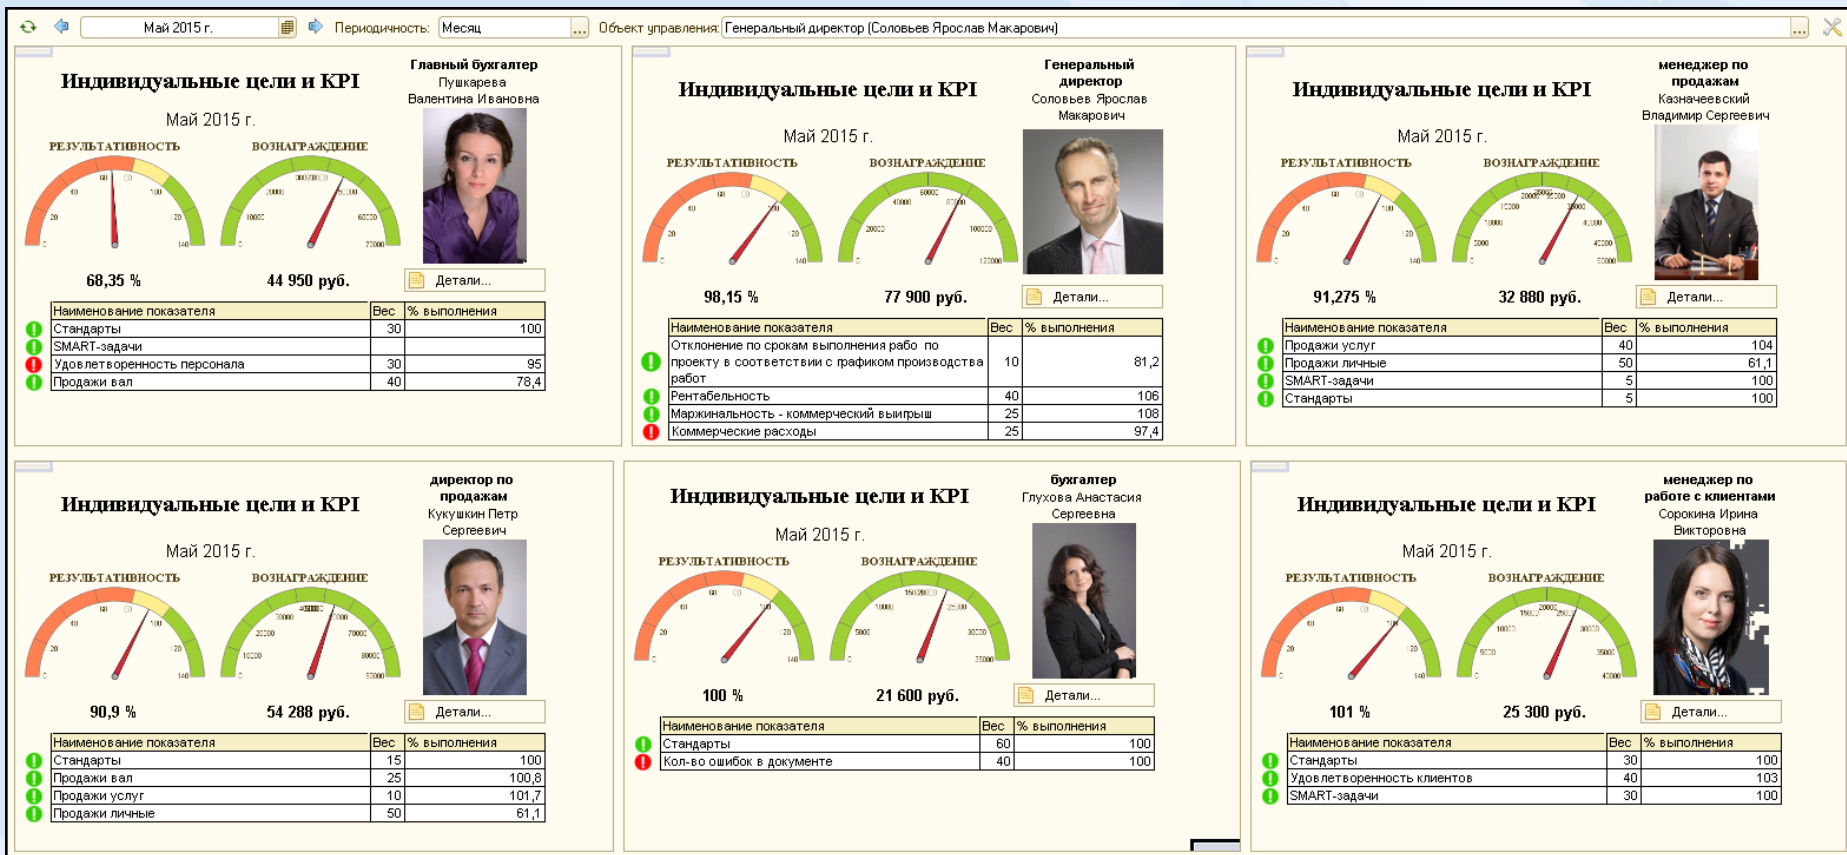 Май 2015 г.
Периодичность:
Месяц
...
Объект управления:
Генеральный директор (Соловьев Ярослав Макарович)
...
Индивидуальные цели и KPI
Главный бухгалтер
Пушкарева
Валентина Ивановна
Май 2015 г.
РЕЗУЛЬТАТИВНОСТЬ
ВОЗНАГРАЖДЕНИЕ
68,35 %
44 950 руб.
Детали...
Наименование показателя Вес % выполнения
Стандарты 30 100
SMART-задачи
Удовлетворенность персонала 30 95
Продажи вал 40 78,4
Индивидуальные цели и KPI
Генеральный
директор
Соловьев Ярослав
Макарович
Май 2015 г.
РЕЗУЛЬТАТИВНОСТЬ
ВОЗНАГРАЖДЕНИЕ
98,15 %
77 900 руб.
Детали...
Наименование показателя Вес % выполнения
Отклонение по срокам выполнения рабо по
проекту в соответствии с графиком производства
работ 10 81,2
Рентабельность 40 106
Маржинальность - коммерческий выигрыш 25 108
Коммерческие расходы 25 97,4
Индивидуальные цели и KPI
менеджер по
продажам
Казначеевский
Владимир Сергеевич
Май 2015 г.
РЕЗУЛЬТАТИВНОСТЬ
ВОЗНАГРАЖДЕНИЕ
91,275 %
32 880 руб.
Детали...
Наименование показателя Вес % выполнения
Продажи услуг 40 104
Продажи личные 50 61,1
SMART-задачи 5 100
Стандарты 5 100
Индивидуальные цели и KPI
директор по
продажам
Кукушкин Петр
Сергеевич
Май 2015 г.
РЕЗУЛЬТАТИВНОСТЬ
ВОЗНАГРАЖДЕНИЕ
90,9 %
54 288 руб.
Детали...
Наименование показателя Вес % выполнения
Стандарты 15 100
Продажи вал 25 100,8
Продажи услуг 10 101,7
Продажи личные 50 61,1
Индивидуальные цели и KPI
бухгалтер
Глухова Анастасия
Сергеевна
Май 2015 г.
РЕЗУЛЬТАТИВНОСТЬ
ВОЗНАГРАЖДЕНИЕ
100 %
21 600 руб.
Детали...
Наименование показателя Вес % выполнения
Стандарты 60 100
Кол-во ошибок в документе 40 100
Индивидуальные цели и KPI
менеджер по
работе с клиентами
Сорокина Ирина
Викторовна
Май 2015 г.
РЕЗУЛЬТАТИВНОСТЬ
ВОЗНАГРАЖДЕНИЕ
101 %
25 300 руб.
Детали...
Наименование показателя Вес % выполнения
Стандарты 30 100
Удовлетворенность клиентов 40 103
SMART-задачи 30 100